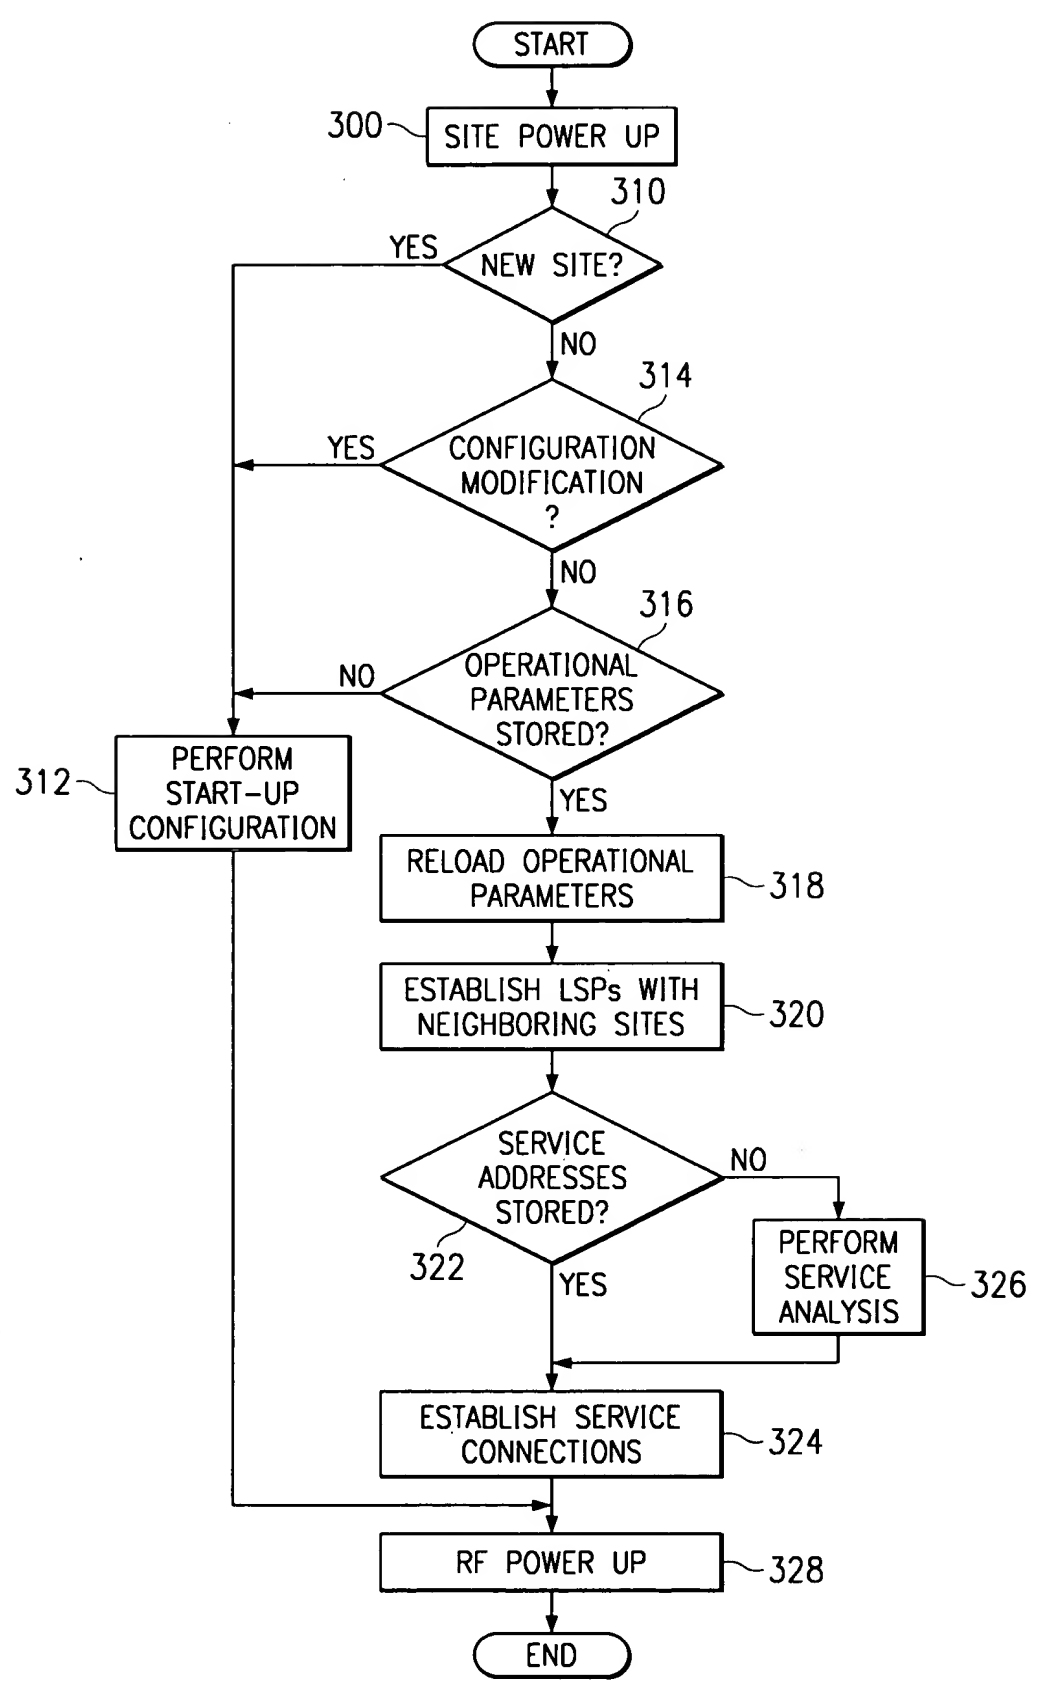 START
300
SITE POWER UP
310
YES
NEW SITE?
NO
314
YES
CONFIGURATION
MODIFICATION
?
NO
316
NO
OPERATIONAL
PARAMETERS
STORED?
YES
312
PERFORM
START-UP
CONFIGURATION
RELOAD OPERATIONAL
PARAMETERS
318
ESTABLISH LSPs WITH
NEIGHBORING SITES
320
SERVICE
ADDRESSES
STORED?
NO
322
YES
PERFORM
SERVICE
ANALYSIS
326
ESTABLISH SERVICE
CONNECTIONS
324
RF POWER UP
328
END